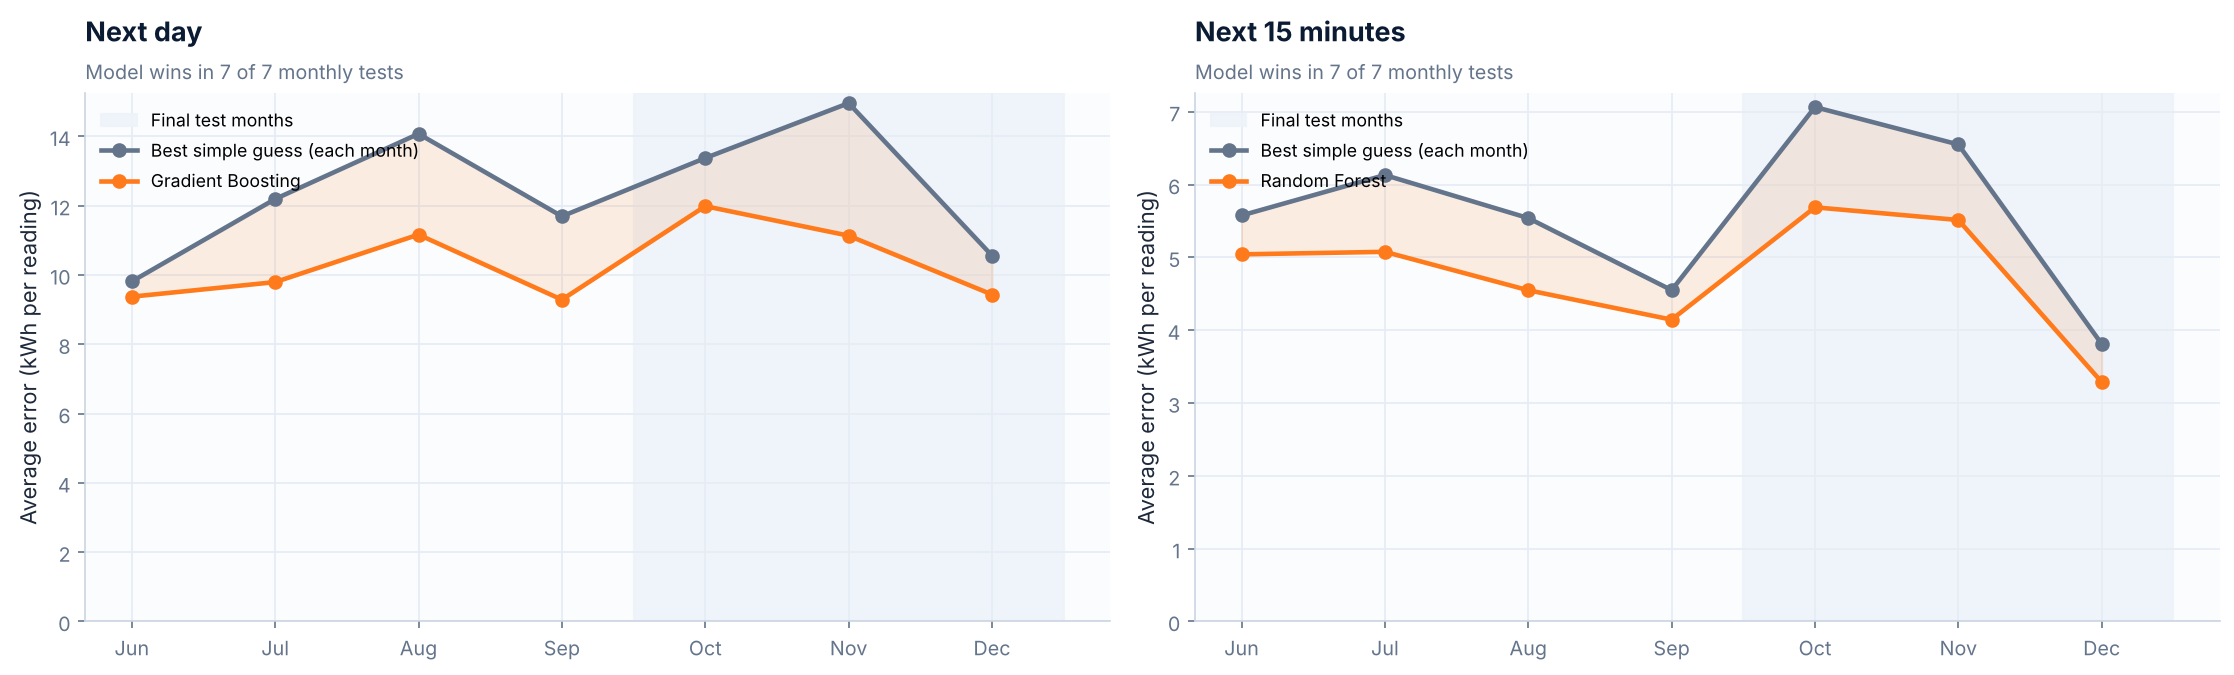 Next day
Model wins in 7 of 7 monthly tests
Final test months
Best simple guess (each month)
Gradient Boosting
Average error (kWh per reading)
14
12
10
8
6
4
2
0
Jun Jul Aug Sep Oct Nov Dec
Next 15 minutes
Model wins in 7 of 7 monthly tests
Final test months
Best simple guess (each month)
Random Forest
Average error (kWh per reading)
7
6
5
4
3
2
1
0
Jun Jul Aug Sep Oct Nov Dec